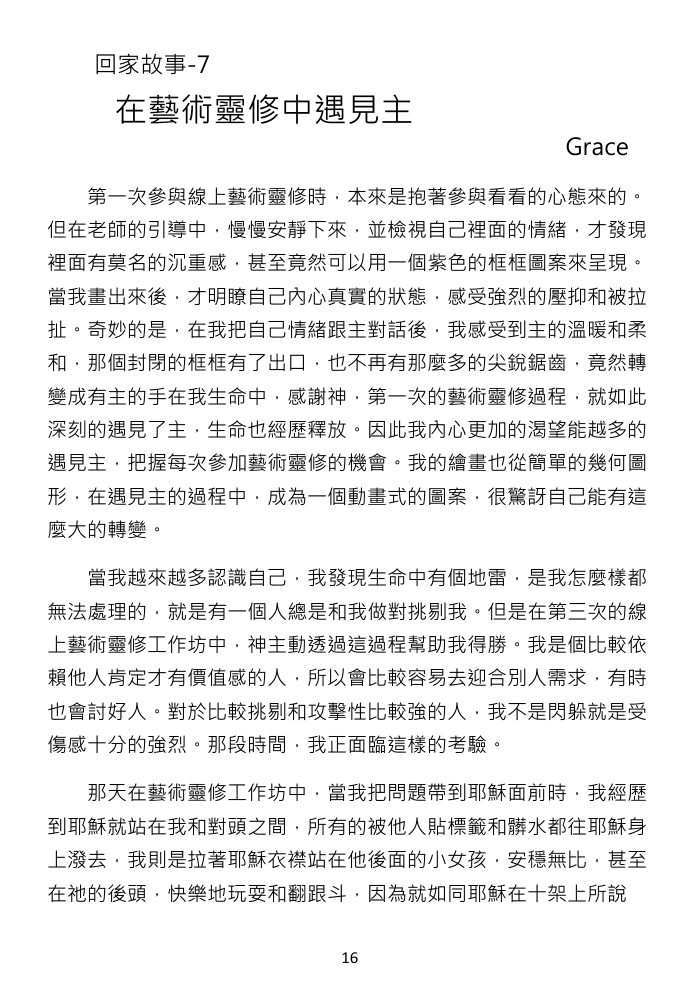 回家故事-7
在藝術靈修中遇見主
Grace
第一次參與線上藝術靈修時，本來是抱著參與看看的心態來的。
但在老師的引導中，慢慢安靜下來，並檢視自己裡面的情緒，才發現
裡面有莫名的沉重感，甚至竟然可以用一個紫色的框框圖案來呈現。
當我畫出來後，才明瞭自己內心真實的狀態，感受強烈的壓抑和被拉
扯。奇妙的是，在我把自己情緒跟主對話後，我感受到主的溫暖和柔
和，那個封閉的框框有了出口，也不再有那麼多的尖銳鋸齒，竟然轉
變成有主的手在我生命中，感謝神，第一次的藝術靈修過程，就如此
深刻的遇見了主，生命也經歷釋放。因此我內心更加的渴望能越多的
遇見主，把握每次參加藝術靈修的機會。我的繪畫也從簡單的幾何圖
形，在遇見主的過程中，成為一個動畫式的圖案，很驚訝自己能有這
麼大的轉變。
當我越來越多認識自己，我發現生命中有個地雷，是我怎麼樣都
無法處理的，就是有一個人總是和我做對挑剔我。但是在第三次的線
上藝術靈修工作坊中，神主動透過這過程幫助我得勝。我是個比較依
賴他人肯定才有價值感的人，所以會比較容易去迎合別人需求，有時
也會討好人。對於比較挑剔和攻擊性比較強的人，我不是閃躲就是受
傷感十分的強烈。那段時間，我正面臨這樣的考驗。
那天在藝術靈修工作坊中，當我把問題帶到耶穌面前時，我經歷
到耶穌就站在我和對頭之間，所有的被他人貼標籤和髒水都往耶穌身
上潑去，我則是拉著耶穌衣襟站在他後面的小女孩，安穩無比，甚至
在祂的後頭，快樂地玩耍和翻跟斗，因為就如同耶穌在十架上所說
16